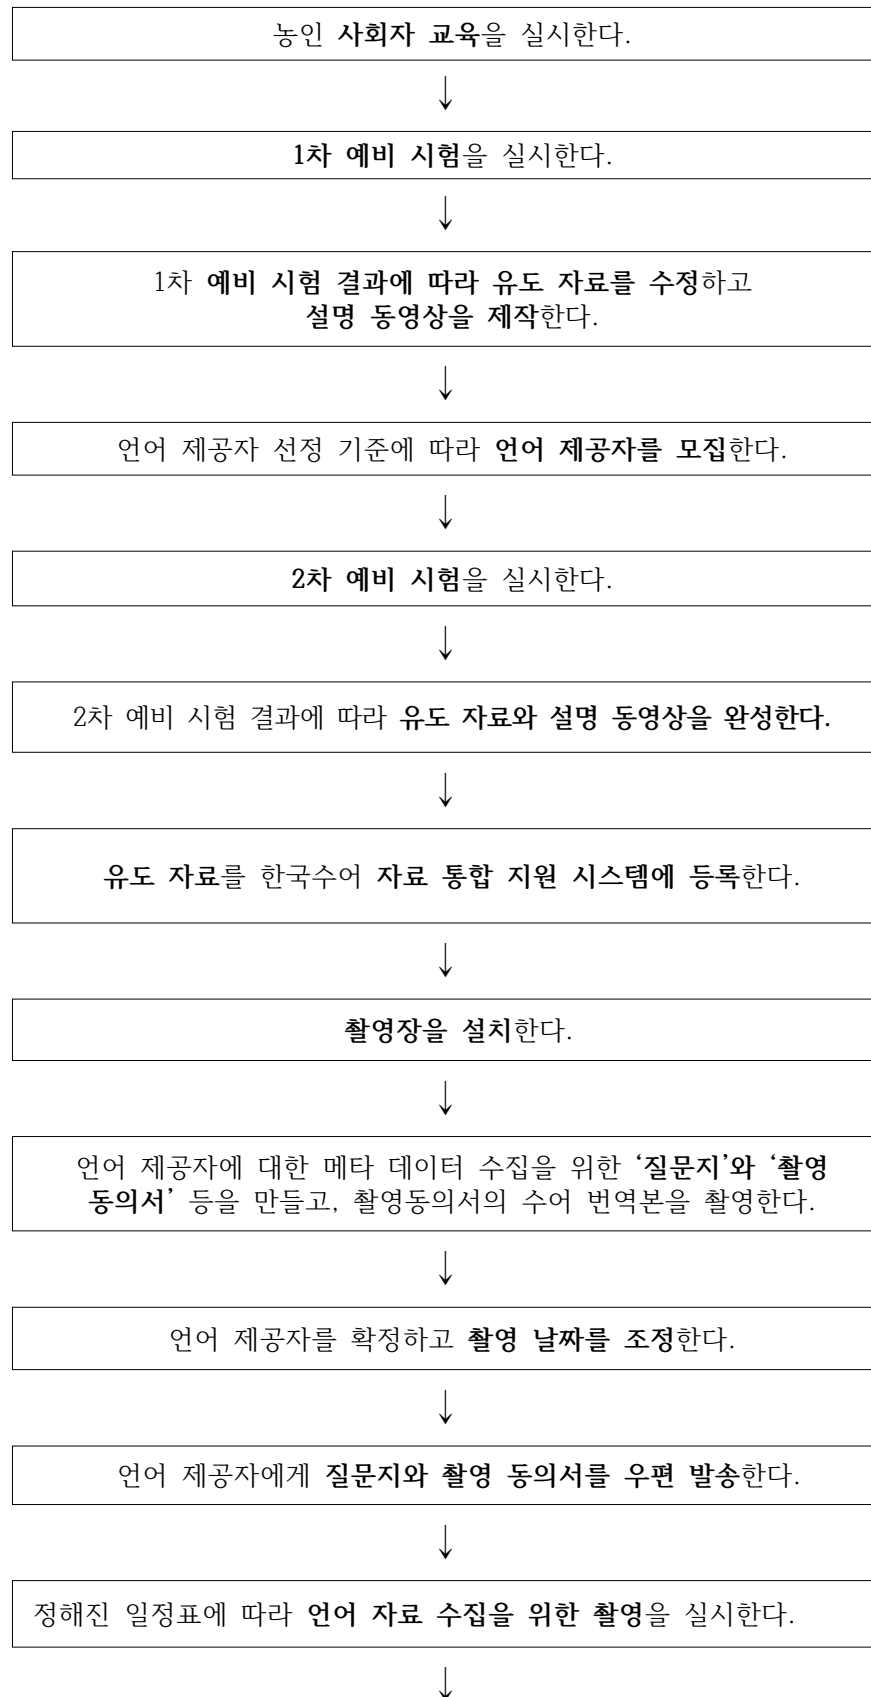 농인 사회자 교육을 실시한다.
↓
1차 예비 시험을 실시한다.
↓
1차 예비 시험 결과에 따라 유도 자료를 수정하고
설명 동영상을 제작한다.
↓
언어 제공자 선정 기준에 따라 언어 제공자를 모집한다.
↓
2차 예비 시험을 실시한다.
↓
2차 예비 시험 결과에 따라 유도 자료와 설명 동영상을 완성한다.
↓
유도 자료를 한국수어 자료 통합 지원 시스템에 등록한다.
↓
촬영장을 설치한다.
↓
언어 제공자에 대한 메타 데이터 수집을 위한 ‘질문지’와 ‘촬영
동의서’ 등을 만들고, 촬영동의서의 수어 번역본을 촬영한다.
↓
언어 제공자를 확정하고 촬영 날짜를 조정한다.
↓
언어 제공자에게 질문지와 촬영 동의서를 우편 발송한다.
↓
정해진 일정표에 따라 언어 자료 수집을 위한 촬영을 실시한다.
↓